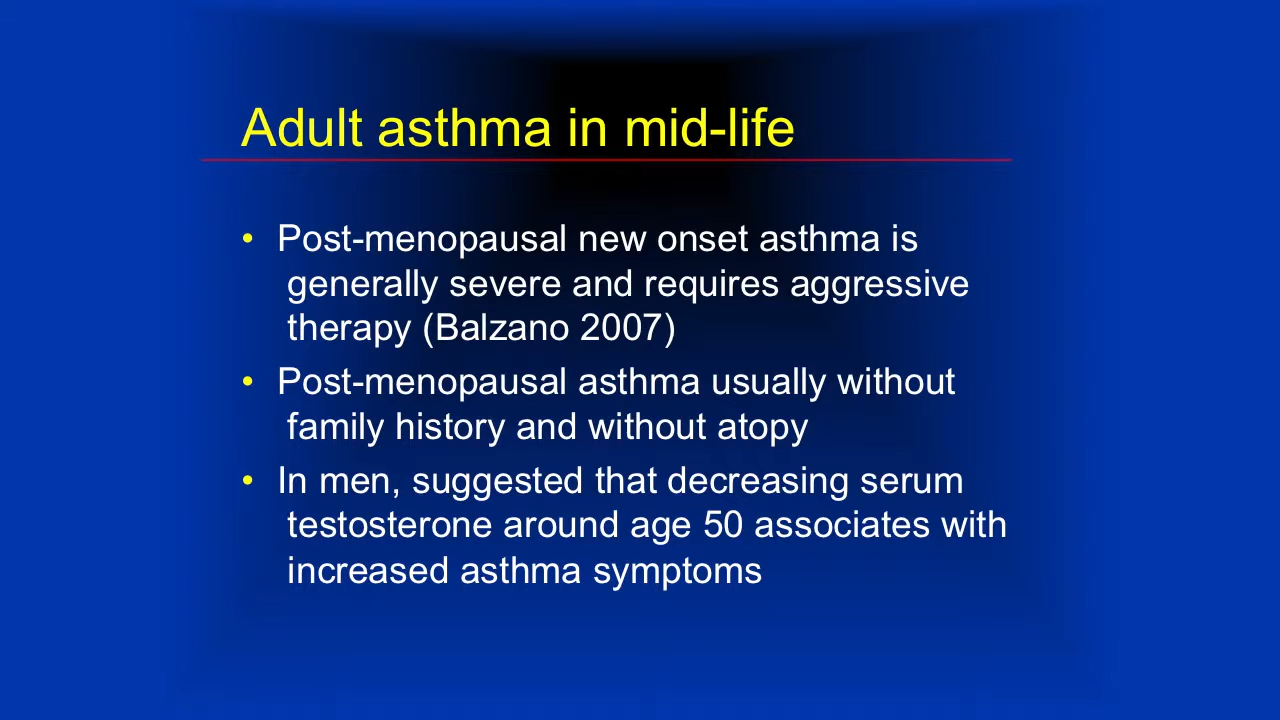 Adult asthma in mid-life
• Post-menopausal new onset asthma is
generally severe and requires aggressive
therapy (Balzano 2007)
• Post-menopausal asthma usually without
family history and without atopy
• In men, suggested that decreasing serum
testosterone around age 50 associates with
increased asthma symptoms